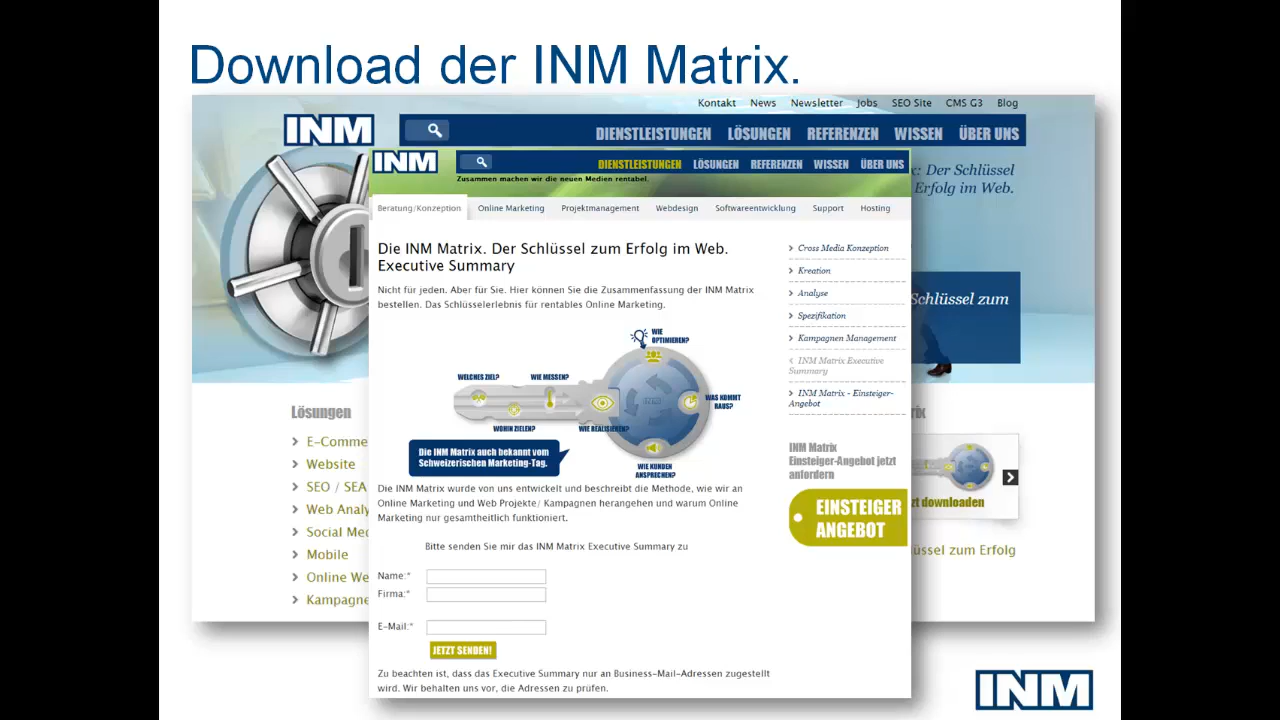 Download der INM Matrix.
Kontakt News Newsletter Jobs SEO Site CMS G3 Blog
INM
DIENSTLEISTUNGEN LÖSUNGEN REFERENZEN WISSEN ÜBER UNS
INM
DIENSTLEISTUNGEN LÖSUNGEN REFERENZEN WISSEN ÜBER UNS
Zusammen machen wir die neuen Medien rentabel.
Der Schlüssel
Erfolg im Web.
Beratung/Konzeption Online Marketing Projektmanagement Webdesign Softwareentwicklung Support Hosting
Die INM Matrix. Der Schlüssel zum Erfolg im Web.
Executive Summary
Nicht für jeden. Aber für Sie. Hier können Sie die Zusammenfassung der INM Matrix
bestellen. Das Schlüsselerlebnis für rentables Online Marketing.
WIE
OPTIMIEREN?
WELCHES ZIEL? WIE MESSEN?
WAS KOMMT
RAUS?
INM
WOHIN ZIELEN? WIE REALISIEREN?
Die INM Matrix auch bekannt vom
Schweizerischen Marketing-Tag.
WIE KUNDEN
ANSPRECHEN?
Die INM Matrix wurde von uns entwickelt und beschreibt die Methode, wie wir an
Online Marketing und Web Projekte/ Kampagnen herangehen und warum Online
Marketing nur gesamtheitlich funktioniert.
Bitte senden Sie mir das INM Matrix Executive Summary zu
Name:*
Firma:*
E-Mail:*
JETZT SENDEN!
Zu beachten ist, dass das Executive Summary nur an Business-Mail-Adressen zugestellt
wird. Wir behalten uns vor, die Adressen zu prüfen.
Cross Media Konzeption
Kreation
Analyse
Spezifikation
Kampagnen Management
INM Matrix Executive
Summary
INM Matrix - Einsteiger-
Angebot
INM Matrix
Einsteiger-Angebot jetzt
anfordern
EINSTEIGER
ANGEBOT
Schlüssel zum
Lösungen
E-Comme
Website
SEO / SEA
Web Analy
Social Med
Mobile
Online We
Kampagne
rix
zt downloaden
üssel zum Erfolg
INM